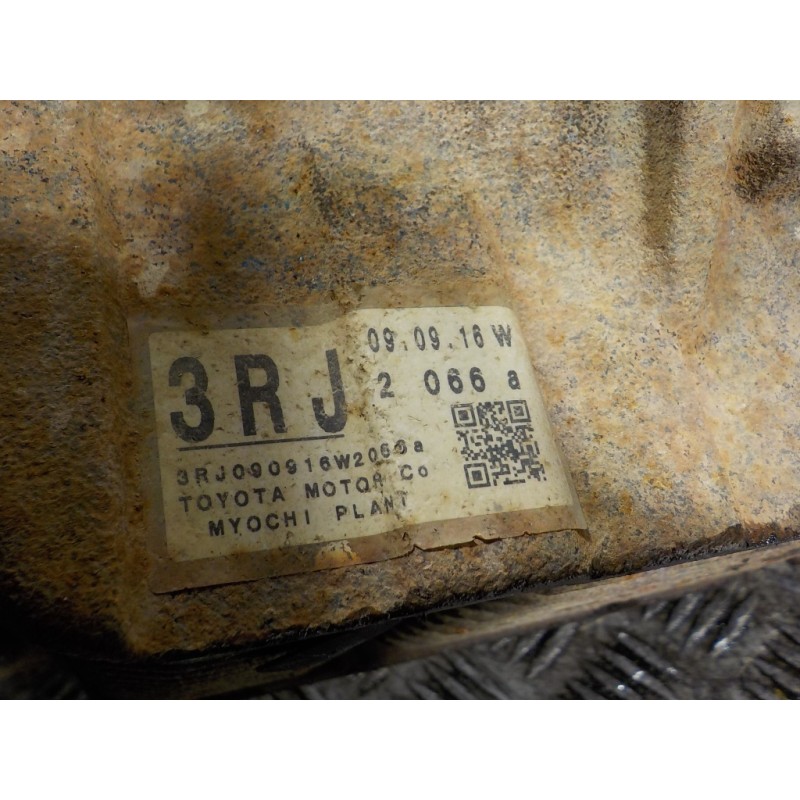 3RJ 09.09.16 W
2 066 a
3RJ090916W2066a
TOYOTA MOTOR Co
MYOCHI PLANT